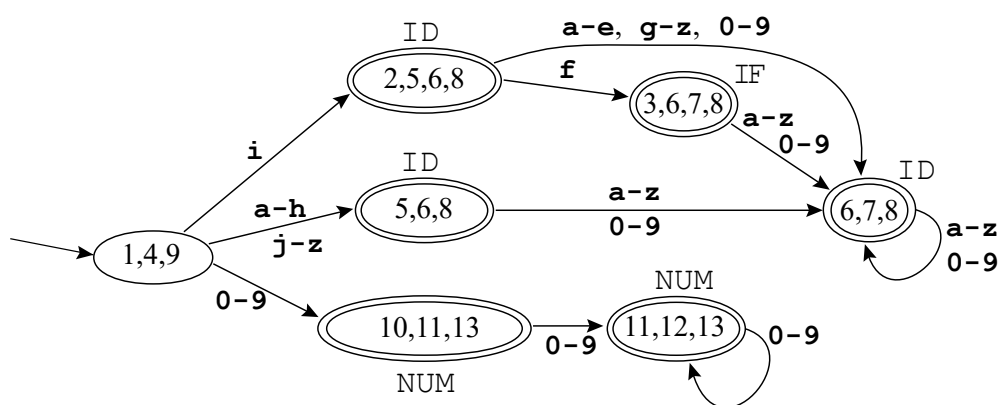 ID
a-e, g-z, 0-9
2,5,6,8
f
IF
3,6,7,8
a-z
0-9
i
ID
ID
a-h
5,6,8
a-z
6,7,8
j-z
0-9
a-z
0-9
1,4,9
0-9
NUM
10,11,13
0-9
11,12,13
0-9
NUM